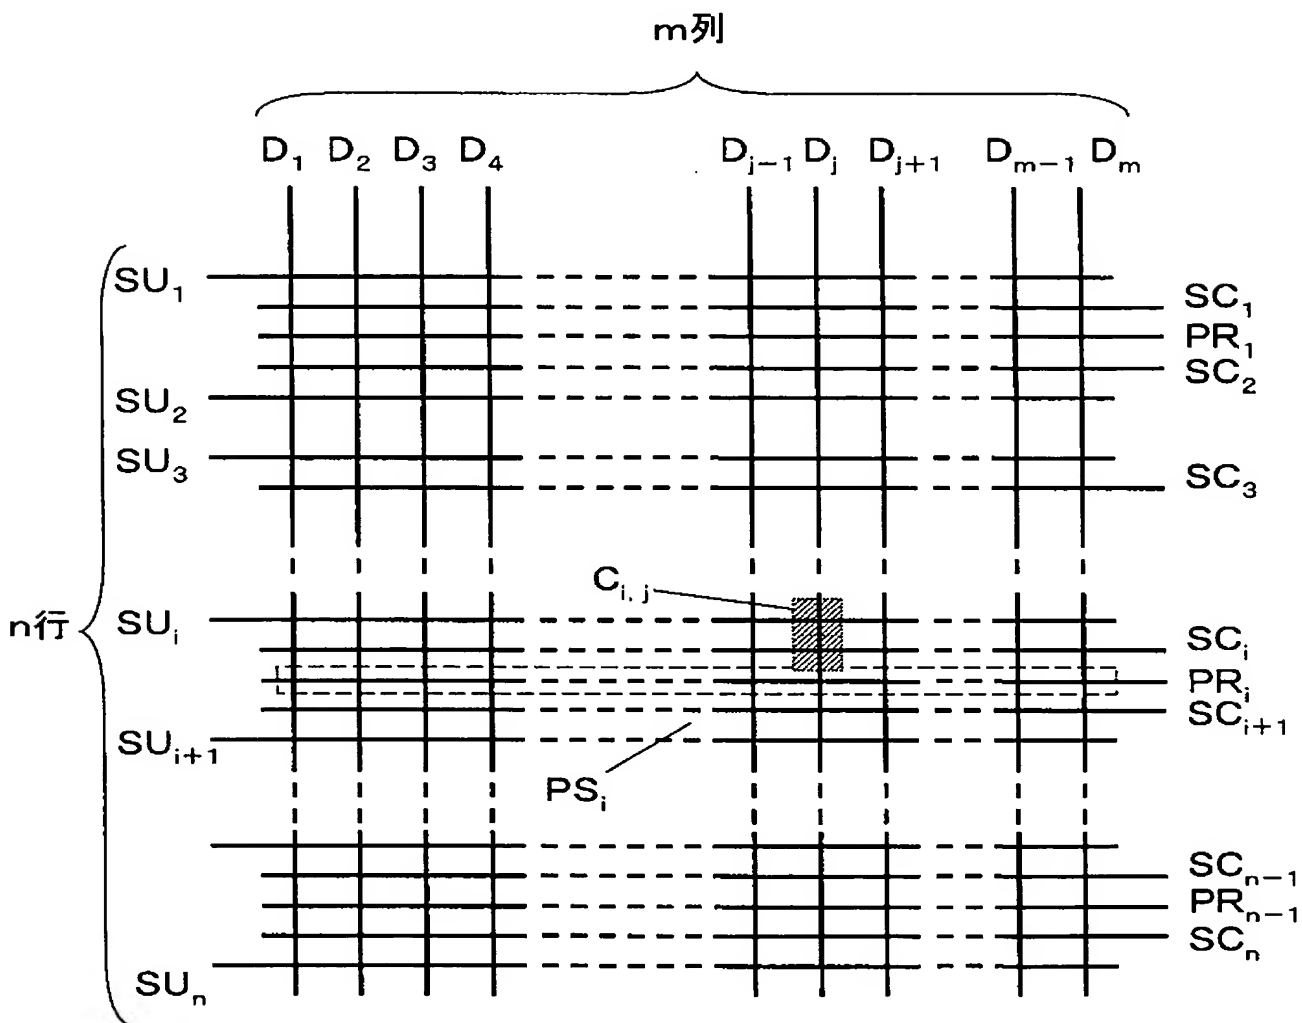 m列
D₁ D₂ D₃ D₄ Dⱼ₋₁ Dⱼ Dⱼ₊₁ Dₘ₋₁ Dₘ
SU₁
SC₁
PR₁
SC₂
SU₂
SU₃
SC₃
Cᵢ,ⱼ
n行
SUᵢ
SCᵢ
PRᵢ
SCᵢ₊₁
SUᵢ₊₁
PSᵢ
SCₙ₋₁
PRₙ₋₁
SCₙ
SUₙ